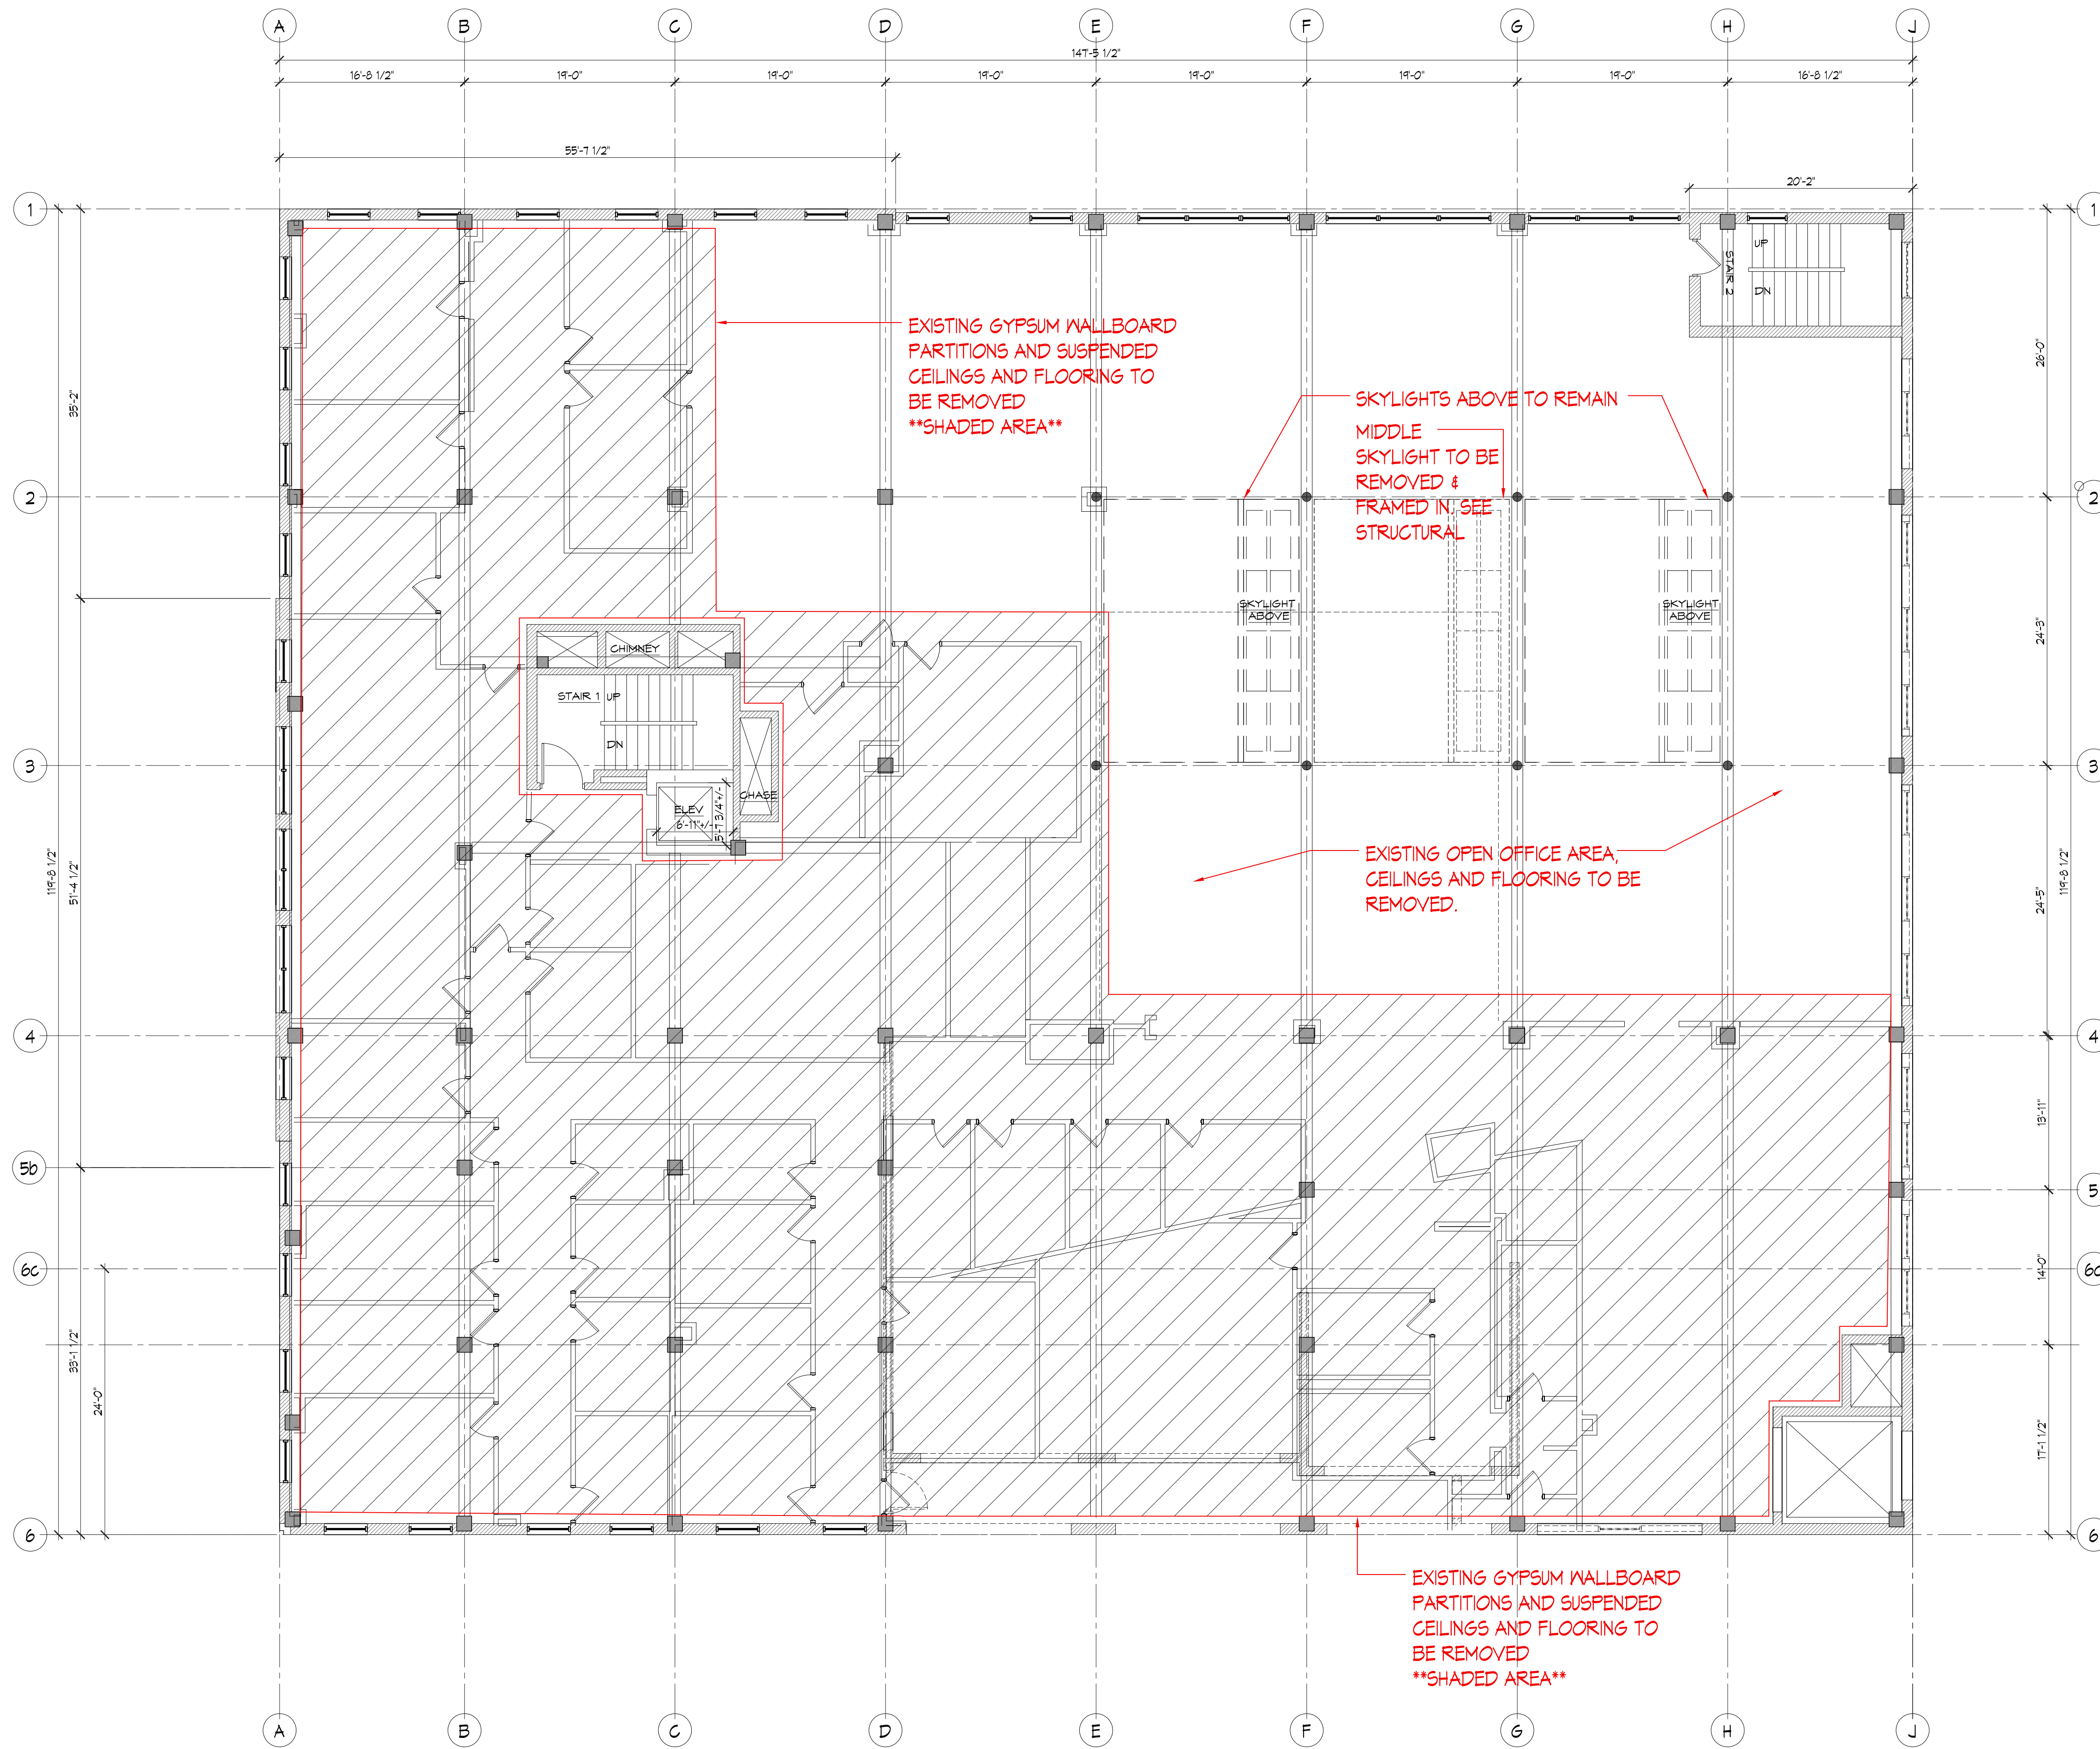 A B C D E F G H J
147'-5 1/2"
16'-8 1/2" 19'-0" 19'-0" 19'-0" 19'-0" 19'-0" 19'-0" 16'-8 1/2"
55'-7 1/2"
20'-2"
1 1
UP
STAIR 2
DN
EXISTING GYPSUM WALLBOARD
PARTITIONS AND SUSPENDED
CEILINGS AND FLOORING TO
BE REMOVED
**SHADED AREA**
26'-0"
35'-2"
SKYLIGHTS ABOVE TO REMAIN
MIDDLE
SKYLIGHT TO BE
REMOVED &
FRAMED IN. SEE
STRUCTURAL
2 2
SKYLIGHT
ABOVE
SKYLIGHT
ABOVE
24'-3"
CHIMNEY
STAIR 1 UP
DN
3 3
CHASE
ELEV
6'-11"+/-
5'-7 3/4"+/-
EXISTING OPEN OFFICE AREA,
CEILINGS AND FLOORING TO BE
REMOVED.
119'-8 1/2"
51'-4 1/2"
24'-5"
119'-8 1/2"
4 4
13'-11"
5b
5
6c 6c
14'-0"
33'-1 1/2"
24'-0"
17'-1 1/2"
6 6
EXISTING GYPSUM WALLBOARD
PARTITIONS AND SUSPENDED
CEILINGS AND FLOORING TO
BE REMOVED
**SHADED AREA**
A B C D E F G H J